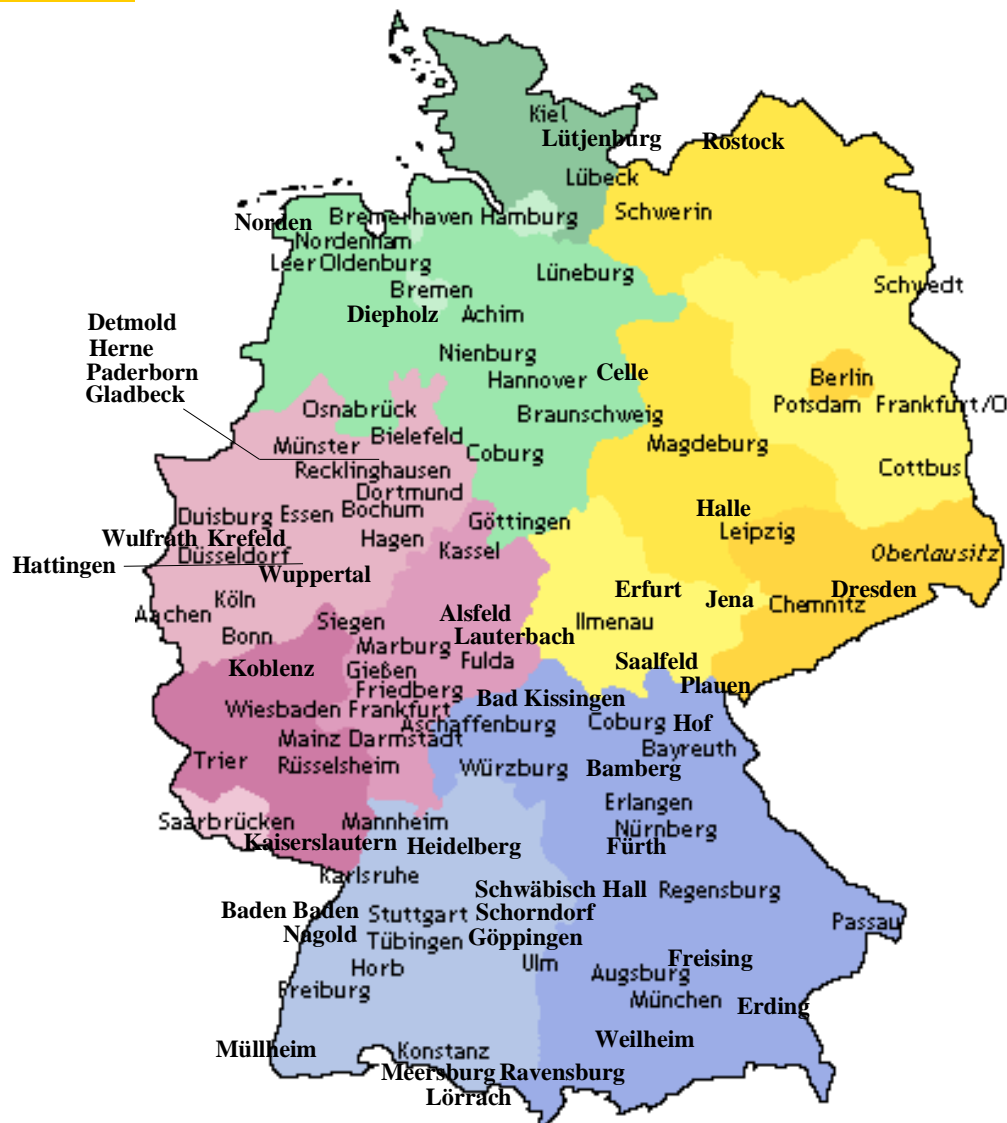 Kiel
Lütjenburg
Rostock
Lübeck
Schwerin
Norden
Bremerhaven
Hamburg
Nordenham
Leer
Oldenburg
Lüneburg
Schwedt
Bremen
Diepholz
Achim
Detmold
Herne
Paderborn
Gladbeck
Nienburg
Hannover
Celle
Berlin
Potsdam
Frankfurt/O
Osnabrück
Braunschweig
Münster
Bielefeld
Coburg
Magdeburg
Recklinghausen
Cottbus
Dortmund
Duisburg
Essen
Bochum
Göttingen
Halle
Leipzig
Wulfrath
Krefeld
Hagen
Kassel
Düsseldorf
Oberlausitz
Hattingen
Wuppertal
Erfurt
Jena
Dresden
Chemnitz
Aachen
Köln
Alsfeld
Ilmenau
Bonn
Siegen
Lauterbach
Marburg
Koblenz
Gießen
Fulda
Saalfeld
Friedberg
Bad Kissingen
Plauen
Wiesbaden
Frankfurt
Aschaffenburg
Coburg
Hof
Mainz
Darmstadt
Bayreuth
Trier
Rüsselsheim
Würzburg
Bamberg
Erlangen
Saarbrücken
Mannheim
Nürnberg
Kaiserslautern
Heidelberg
Fürth
Karlsruhe
Schwäbisch Hall
Regensburg
Baden Baden
Stuttgart
Schorndorf
Passau
Nagold
Tübingen
Göppingen
Horb
Ulm
Freising
Augsburg
Freiburg
München
Erding
Müllheim
Konstanz
Weilheim
Meersburg
Ravensburg
Lörrach